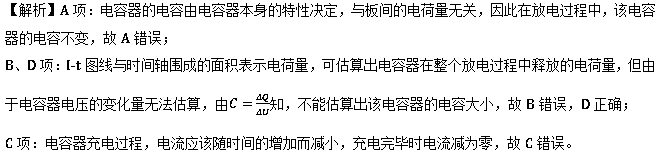 【解析】A 项：电容器的电容由电容器本身的特性决定，与板间的电荷量无关，因此在放电过程中，该电容
器的电容不变，故 A 错误；
B、D 项：I-t 图线与时间轴围成的面积表示电荷量，可估算出电容器在整个放电过程中释放的电荷量，但由
于电容器电压的变化量无法估算，由C = ΔQ/ΔU知，不能估算出该电容器的电容大小，故 B 错误，D 正确；
C 项：电容器充电过程，电流应该随时间的增加而减小，充电完毕时电流减为零，故 C 错误。